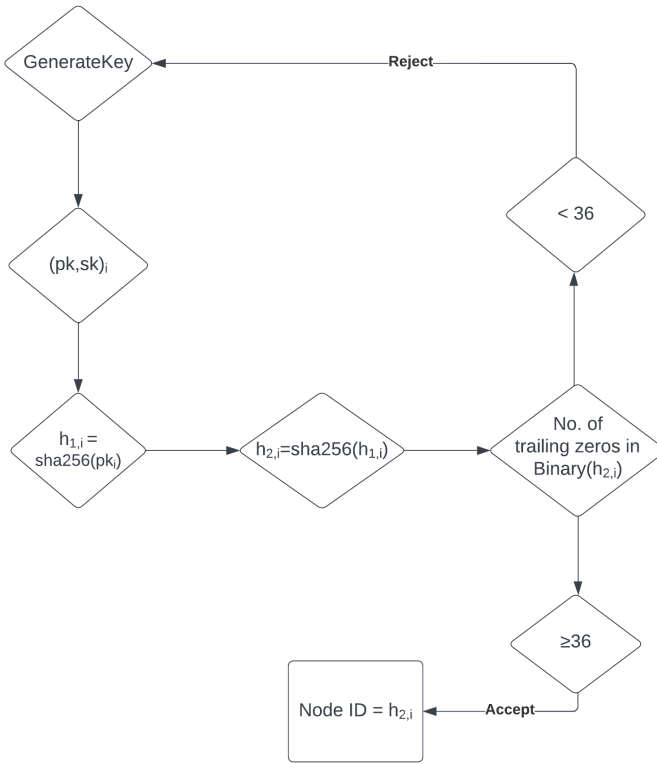 GenerateKey
Reject
< 36
(pk,sk)i
h1,i =
sha256(pki)
h2,i=sha256(h1,i)
No. of
trailing zeros in
Binary(h2,i)
≥36
Node ID = h2,i
Accept